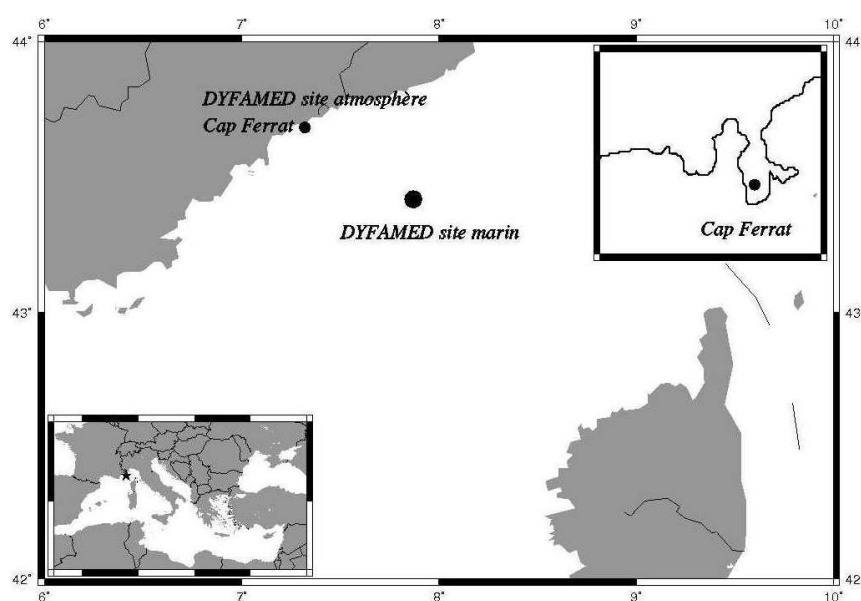 6° 7° 8° 9° 10°
44° 44°
DYFAMED site atmosphère
Cap Ferrat
DYFAMED site marin
Cap Ferrat
43° 43°
42° 42°
6° 7° 8° 9° 10°